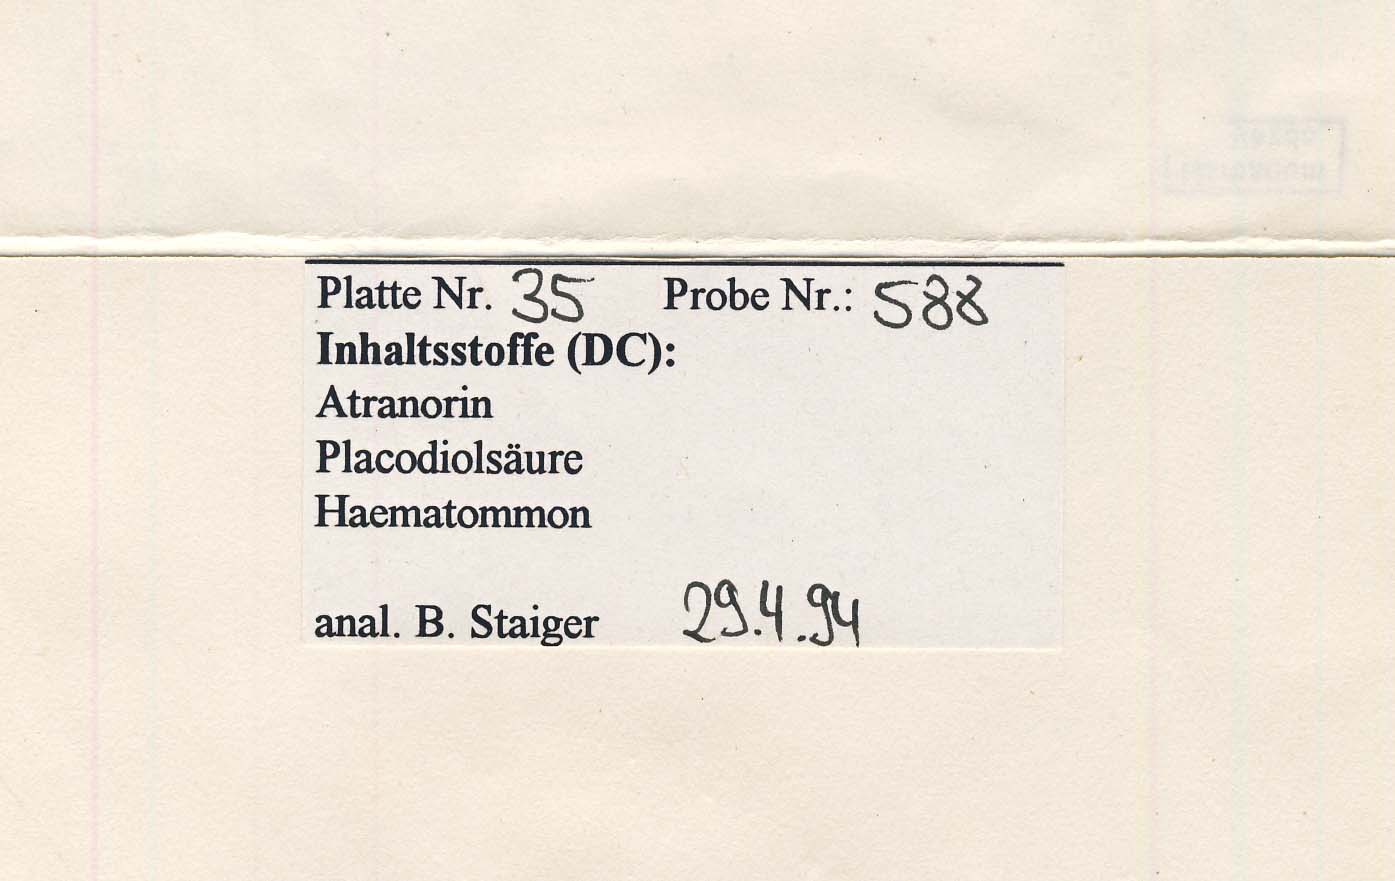 Platte Nr. 35 Probe Nr.: 588
Inhaltsstoffe (DC):
Atranorin
Placodiolsäure
Haematommon
anal. B. Staiger 29.4.94